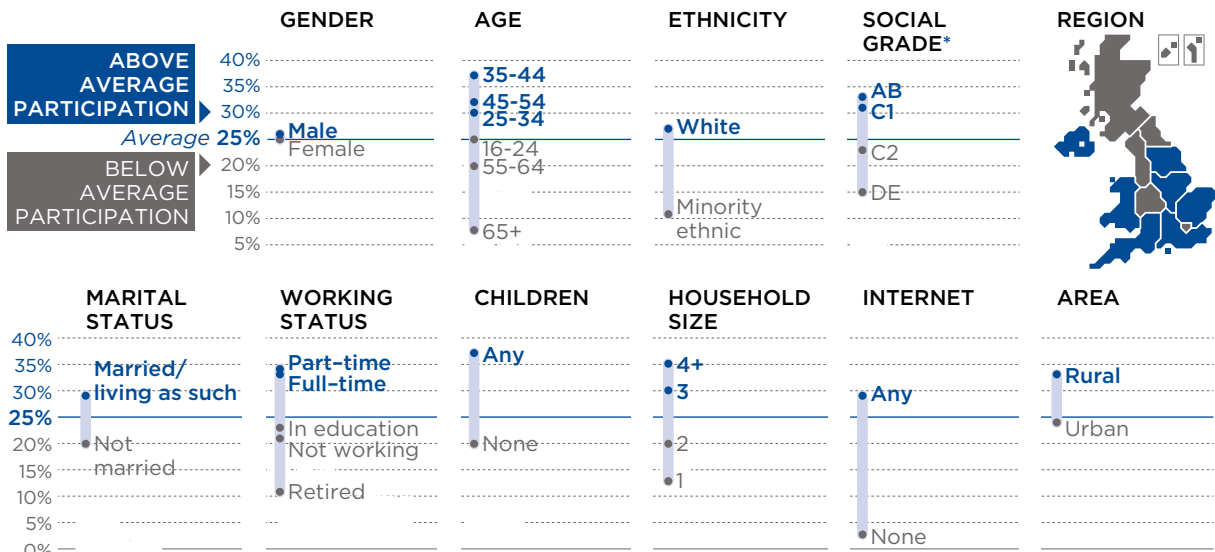 GENDER
AGE
ETHNICITY
SOCIAL
GRADE*
REGION
ABOVE
AVERAGE
PARTICIPATION
BELOW
AVERAGE
PARTICIPATION
40%
35%
30%
Average 25%
20%
15%
10%
5%
Male
Female
35-44
45-54
25-34
16-24
55-64
65+
White
Minority
ethnic
AB
C1
C2
DE
MARITAL
STATUS
WORKING
STATUS
CHILDREN
HOUSEHOLD
SIZE
INTERNET
AREA
40%
35%
30%
25%
20%
15%
10%
5%
0%
Married/
living as such
Not
married
Part-time
Full-time
In education
Not working
Retired
Any
None
4+
3
2
1
Any
None
Rural
Urban